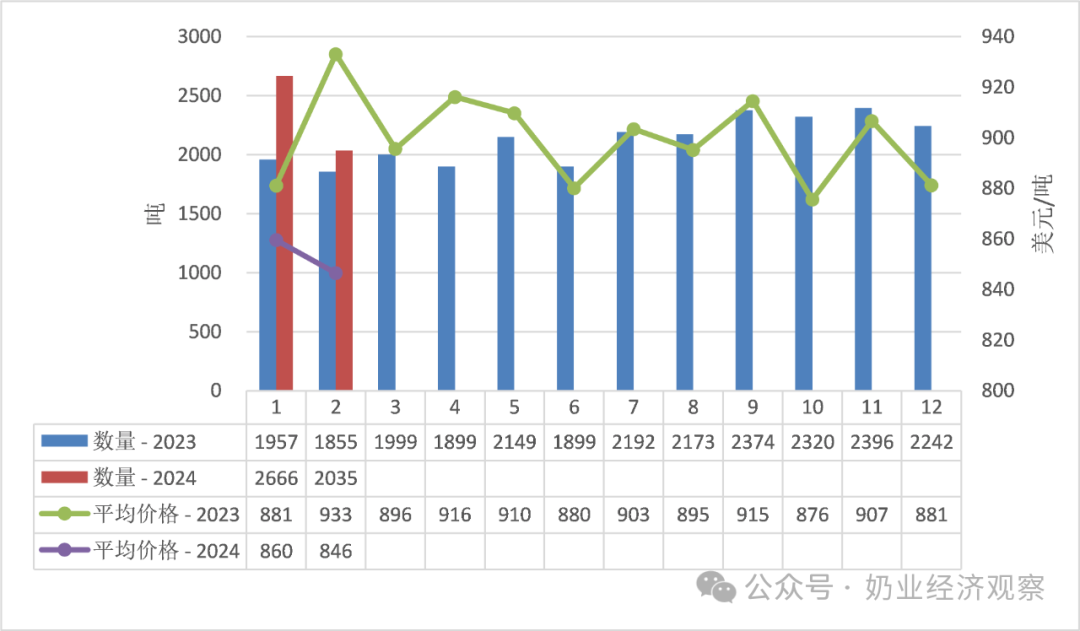 3000 940
2500 920
900
2000 880
1500 860
1000 840
500 820
0 800
吨
美元/吨
1 2 3 4 5 6 7 8 9 10 11 12
数量 - 2023 1957 1855 1999 1899 2149 1899 2192 2173 2374 2320 2396 2242
数量 - 2024 2666 2035
平均价格 - 2023 881 933 896 916 910 880 903 895 915 876 907 881
平均价格 - 2024 860 846
公众号 · 奶业经济观察